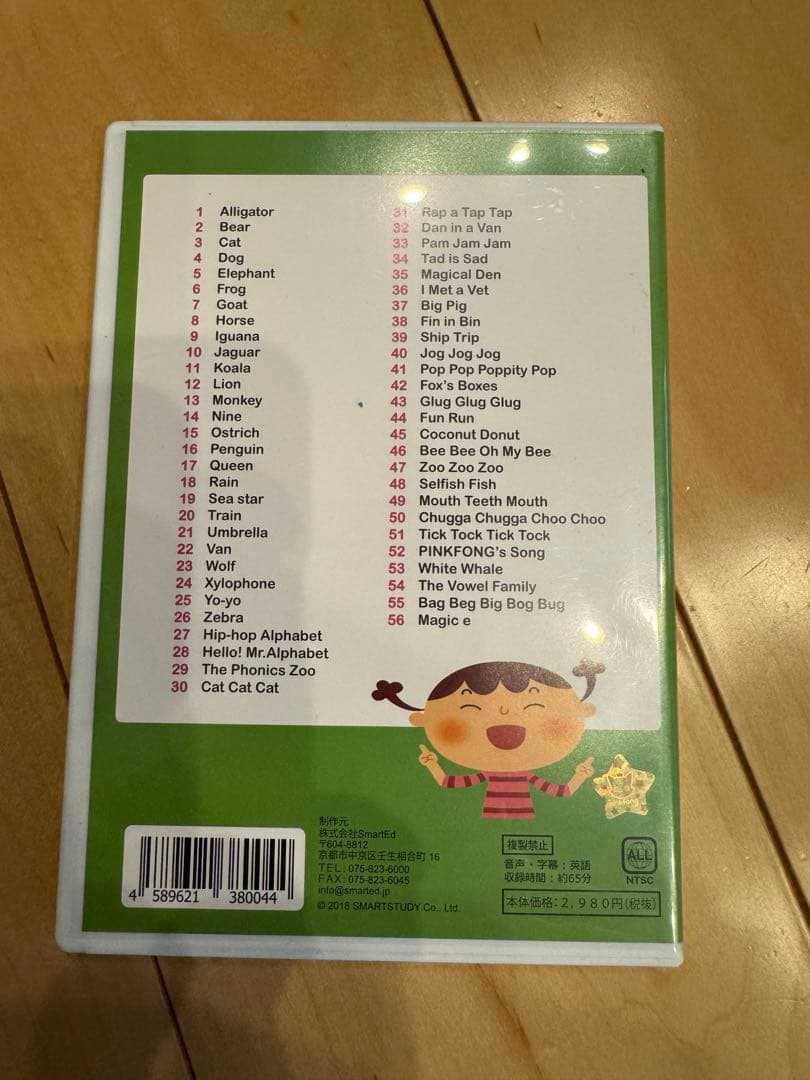 1 Alligator
2 Bear
3 Cat
4 Dog
5 Elephant
6 Frog
7 Goat
8 Horse
9 Iguana
10 Jaguar
11 Koala
12 Lion
13 Monkey
14 Nine
15 Ostrich
16 Penguin
17 Queen
18 Rain
19 Sea star
20 Train
21 Umbrella
22 Van
23 Wolf
24 Xylophone
25 Yo-yo
26 Zebra
27 Hip-hop Alphabet
28 Hello! Mr.Alphabet
29 The Phonics Zoo
30 Cat Cat Cat
31 Rap a Tap Tap
32 Dan in a Van
33 Pam Jam Jam
34 Tad is Sad
35 Magical Den
36 I Met a Vet
37 Big Pig
38 Fin in Bin
39 Ship Trip
40 Jog Jog Jog
41 Pop Pop Poppity Pop
42 Fox's Boxes
43 Glug Glug Glug
44 Fun Run
45 Coconut Donut
46 Bee Bee Oh My Bee
47 Zoo Zoo Zoo
48 Selfish Fish
49 Mouth Teeth Mouth
50 Chugga Chugga Choo Choo
51 Tick Tock Tick Tock
52 PINKFONG's Song
53 White Whale
54 The Vowel Family
55 Bag Beg Big Bog Bug
56 Magic e
4 589621 380044
制作元
株式会社SmartEd
〒604-8812
京都市中京区壬生相合町 16
TEL: 075-823-6000
FAX: 075-823-6045
info@smarted.jp
© 2018 SMARTSTUDY Co., Ltd.
pinkfong
複製禁止
音声・字幕：英語
収録時間：約65分
ALL
NTSC
本体価格：2,980円(税抜)